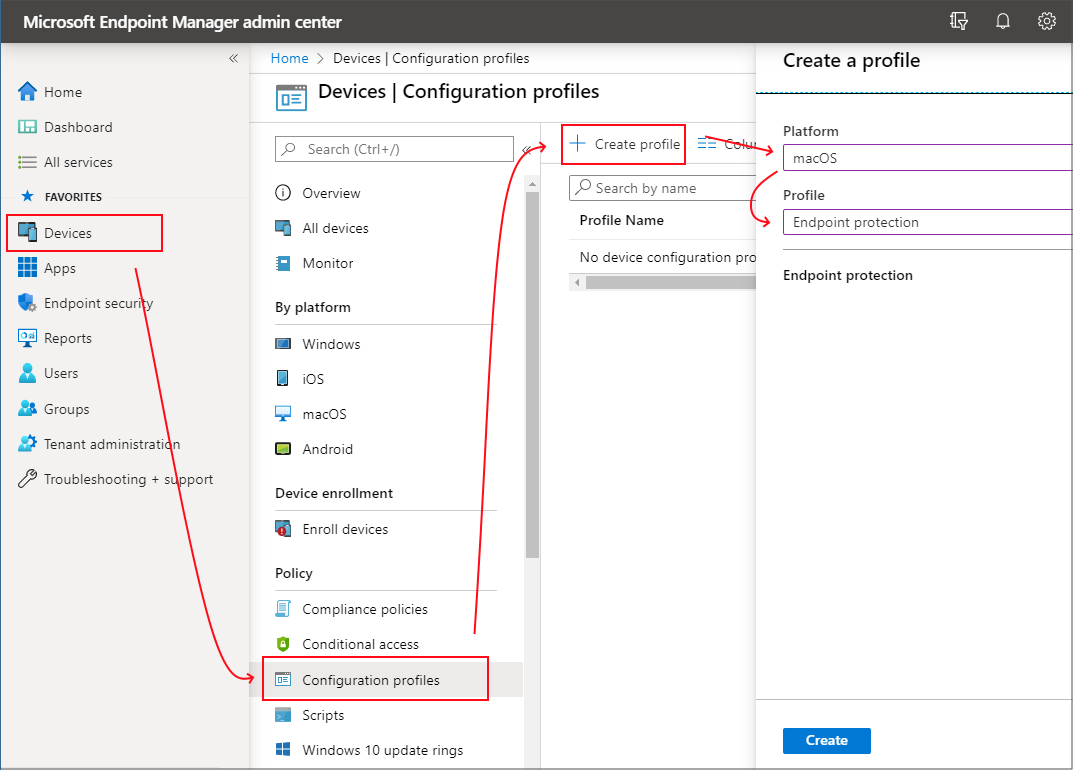 Microsoft Endpoint Manager admin center
«
Home
Dashboard
All services
FAVORITES
Devices
Apps
Endpoint security
Reports
Users
Groups
Tenant administration
Troubleshooting + support
Home > Devices | Configuration profiles
Devices | Configuration profiles
Search (Ctrl+/)
«
Overview
All devices
Monitor
By platform
Windows
iOS
macOS
Android
Device enrollment
Enroll devices
Policy
Compliance policies
Conditional access
Configuration profiles
Scripts
Windows 10 update rings
+ Create profile
Colu
Search by name
Profile Name
No device configuration pro
Create a profile
Platform
macOS
Profile
Endpoint protection
Endpoint protection
Create